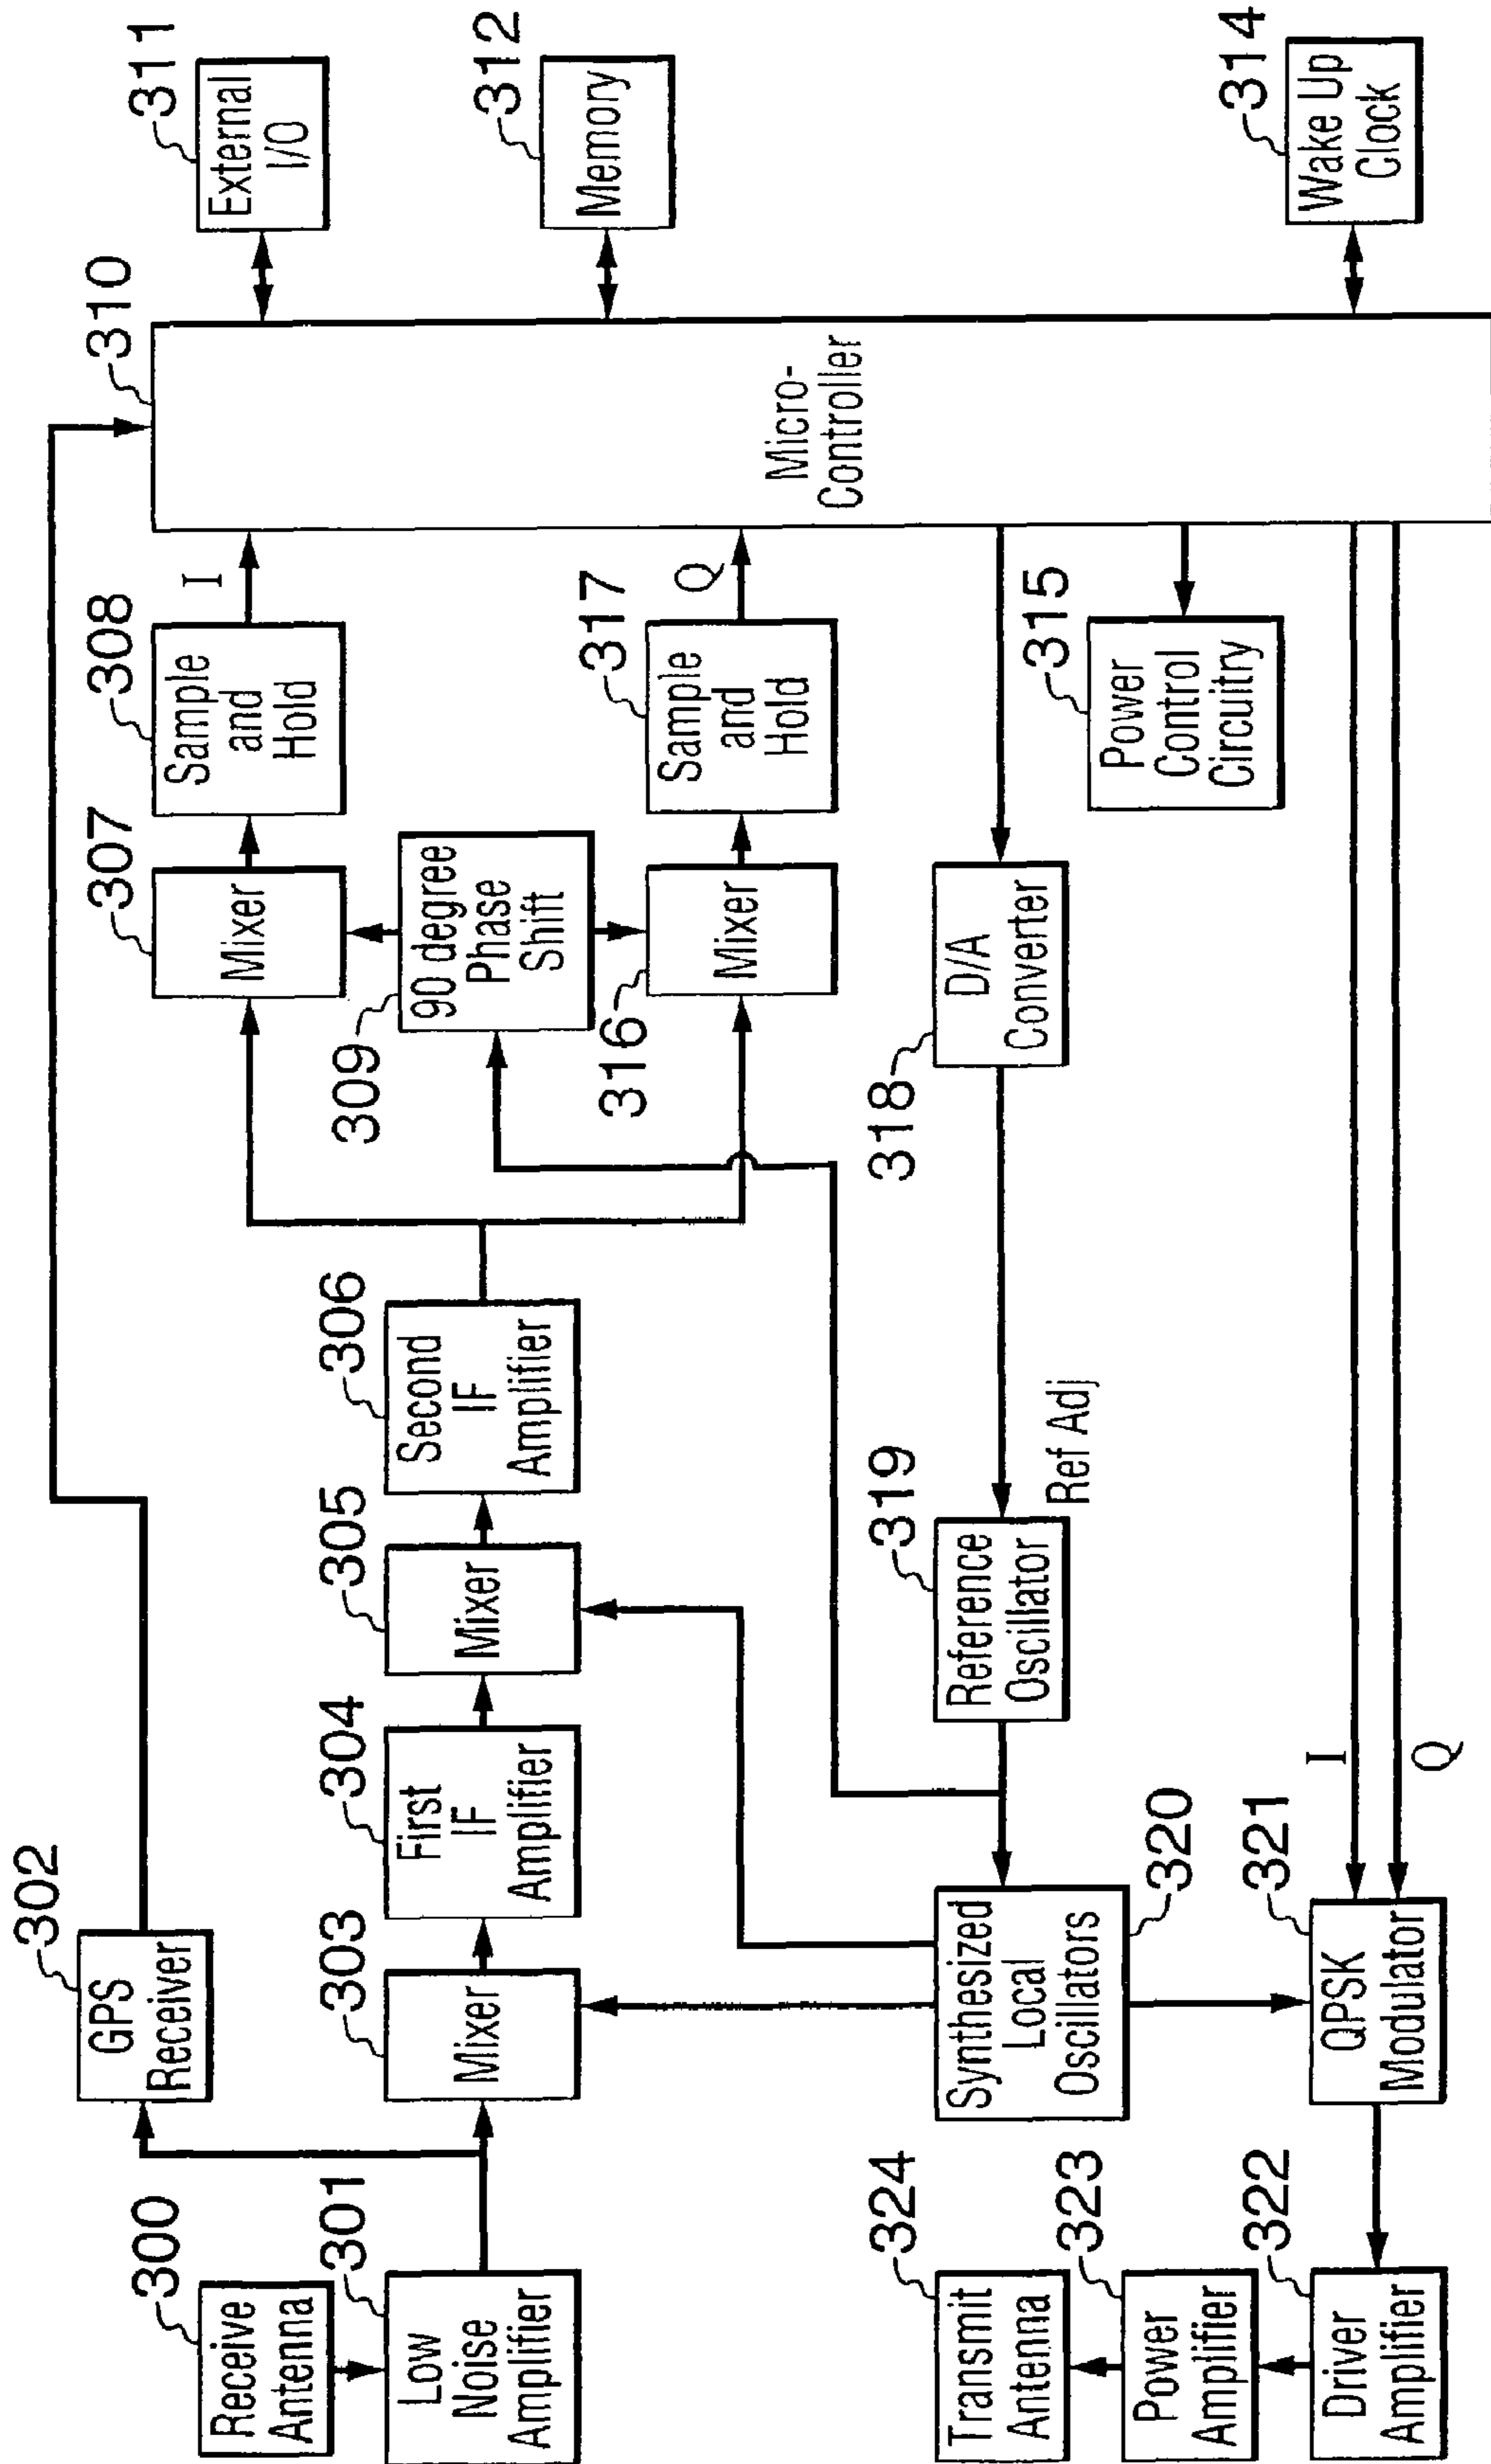 300
Receive
Antenna
301
Low
Noise
Amplifier
302
GPS
Receiver
303
Mixer
304
First
IF
Amplifier
305
Mixer
306
Second
IF
Amplifier
307
Mixer
308
Sample
and
Hold
I
309
90 degree
Phase
Shift
316
Mixer
317
Sample
and
Hold
Q
310
Micro-
Controller
311
External
I/O
312
Memory
314
Wake Up
Clock
315
Power
Control
Circuitry
318
D/A
Converter
Ref Adj
319
Reference
Oscillator
320
Synthesized
Local
Oscillators
321
QPSK
Modulator
I
Q
322
Driver
Amplifier
323
Power
Amplifier
324
Transmit
Antenna